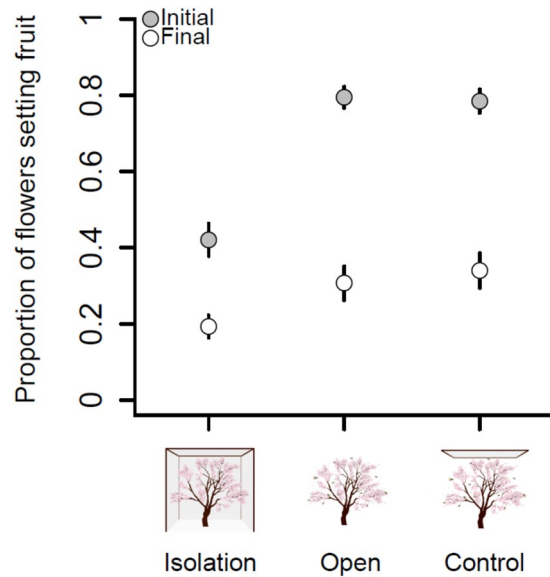 Initial
Final
Proportion of flowers setting fruit
1
0.8
0.6
0.4
0.2
0
Isolation
Open
Control